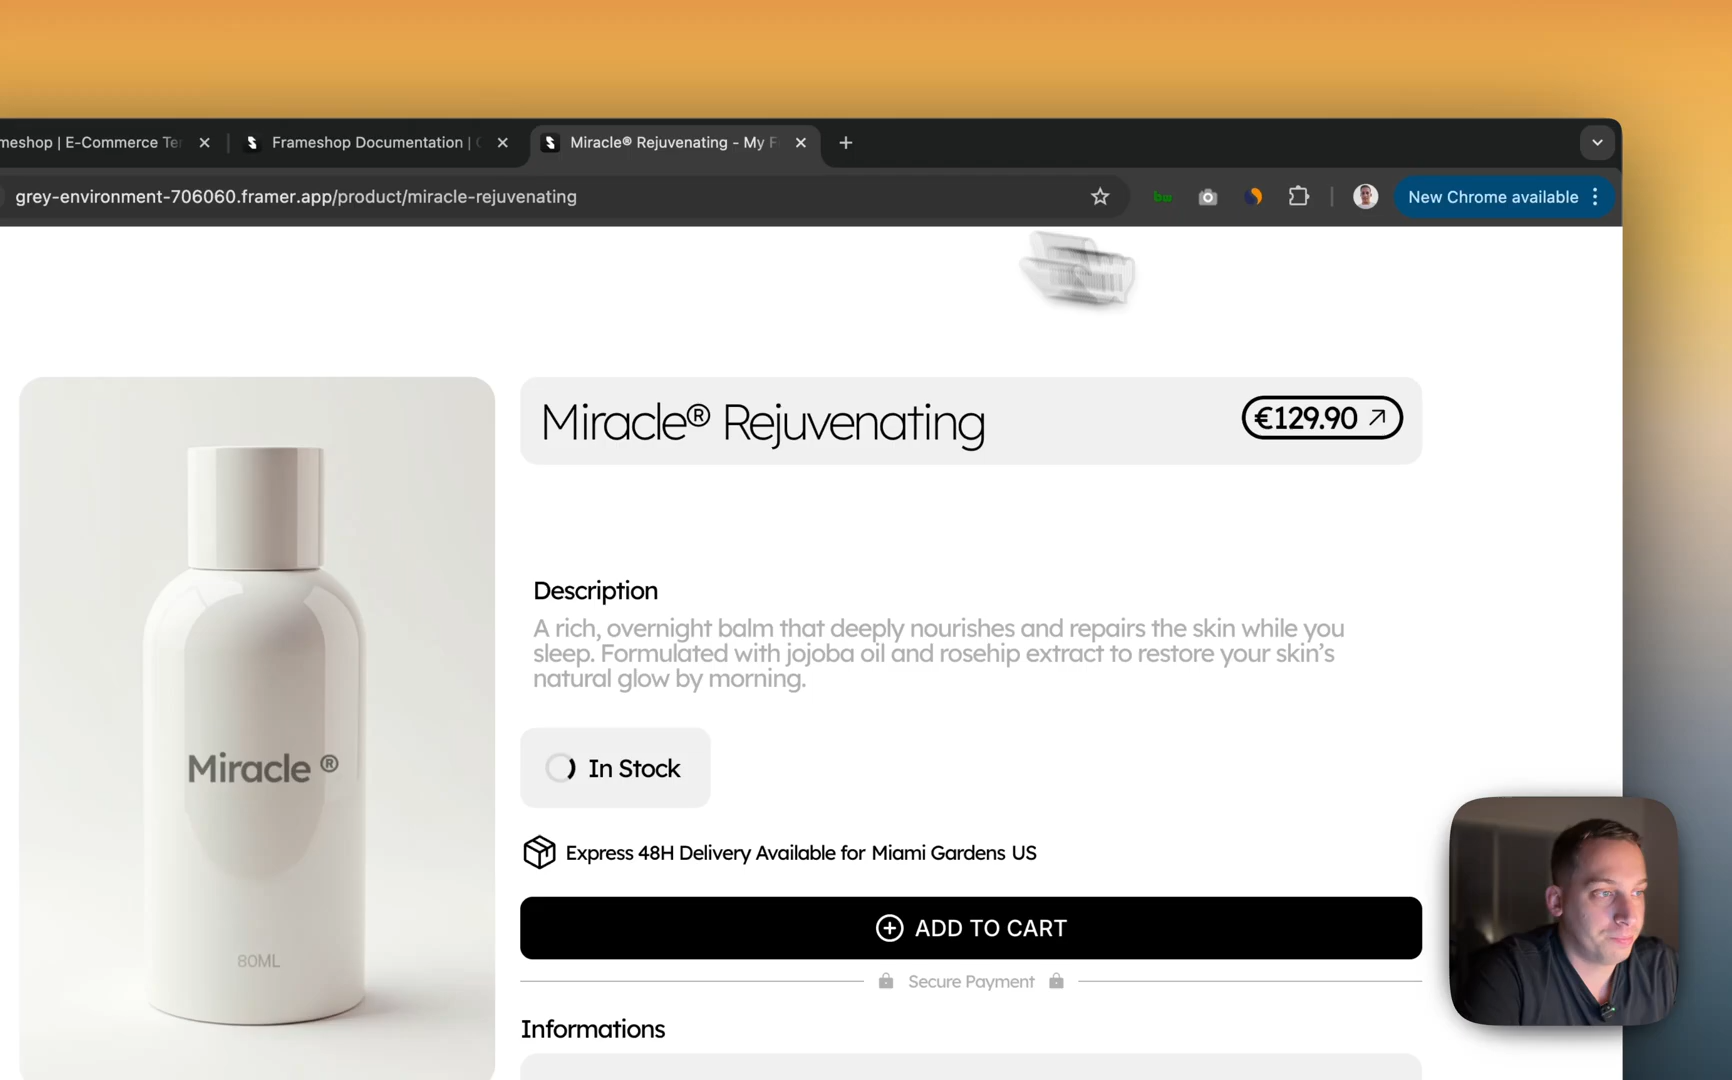 meshop | E-Commerce Ter
Frameshop Documentation |
Miracle® Rejuvenating - My F
grey-environment-706060.framer.app/product/miracle-rejuvenating
bw
New Chrome available
Miracle® Rejuvenating
€129.90
Description
A rich, overnight balm that deeply nourishes and repairs the skin while you
sleep. Formulated with jojoba oil and rosehip extract to restore your skin’s
natural glow by morning.
Miracle ®
In Stock
Express 48H Delivery Available for Miami Gardens US
ADD TO CART
80ML
Secure Payment
Informations